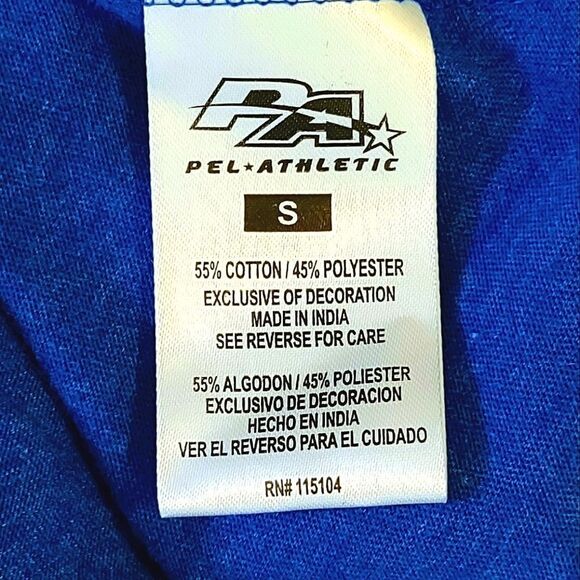 PA
PEL★ATHLETIC
S
55% COTTON / 45% POLYESTER
EXCLUSIVE OF DECORATION
MADE IN INDIA
SEE REVERSE FOR CARE
55% ALGODON / 45% POLIESTER
EXCLUSIVO DE DECORACION
HECHO EN INDIA
VER EL REVERSO PARA EL CUIDADO
RN# 115104